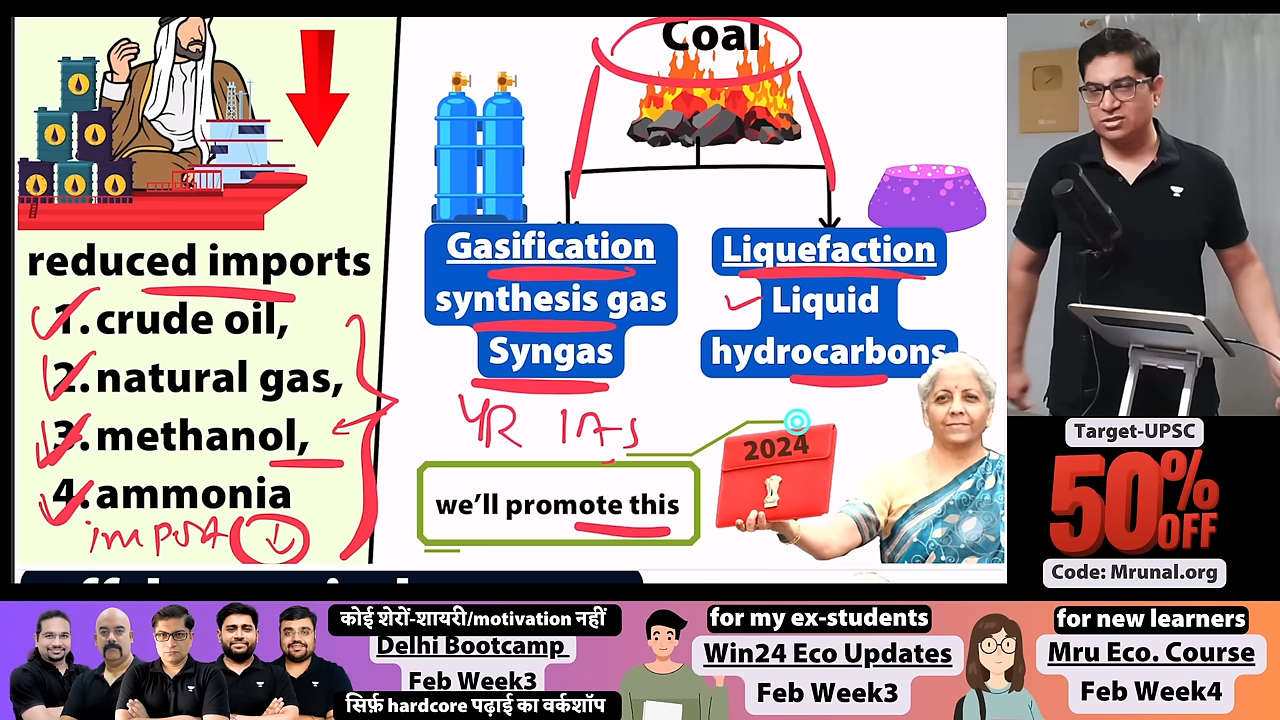 Coal
reduced imports
1. crude oil,
2. natural gas,
3. methanol,
4. ammonia
import
Gasification
synthesis gas
Syngas
Liquefaction
Liquid
hydrocarbons
we'll promote this
2024
Target-UPSC
50%
OFF
Code: Mrunal.org
कोई शेरों-शायरी/motivation नहीं
Delhi Bootcamp
Feb Week3
सिर्फ़ hardcore पढ़ाई का वर्कशॉप
for my ex-students
Win24 Eco Updates
Feb Week3
for new learners
Mru Eco. Course
Feb Week4